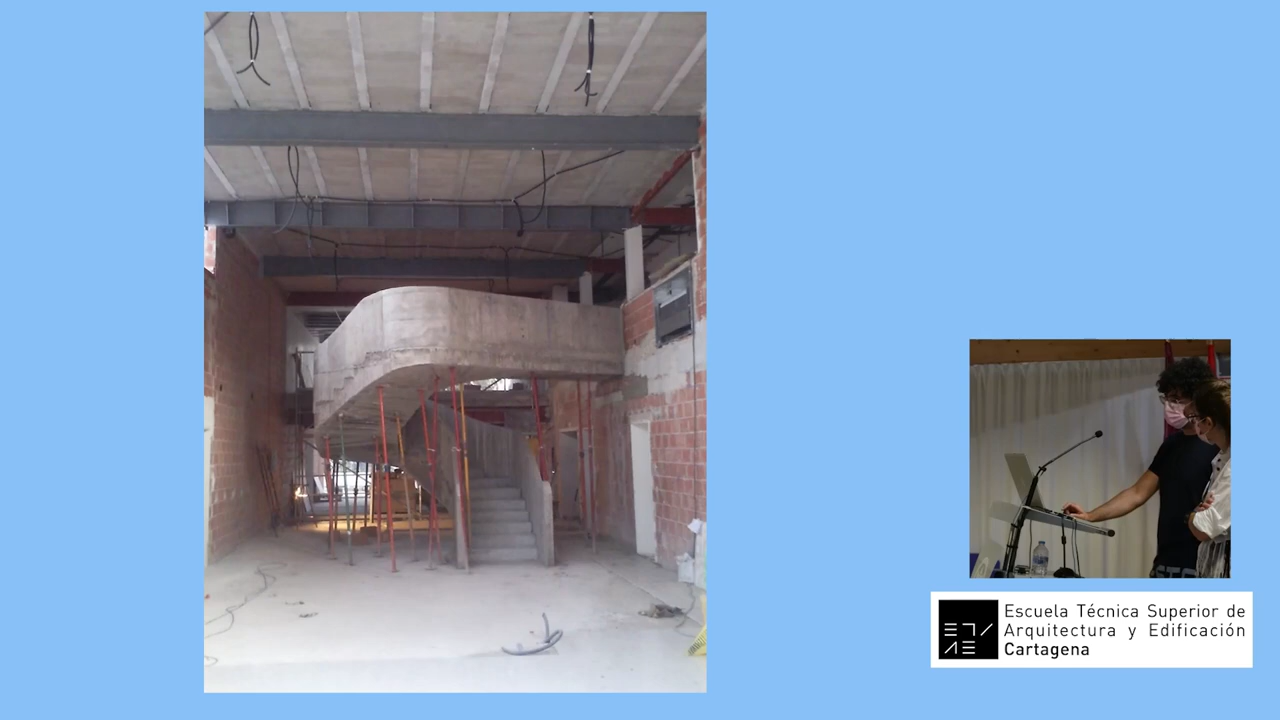 Escuela Técnica Superior de
Arquitectura y Edificación
Cartagena